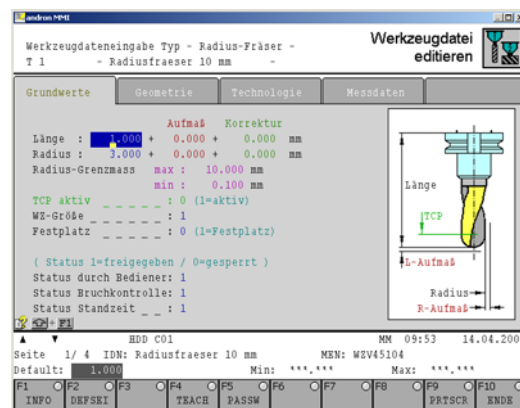 andron MMI
Werkzeugdateneingabe Typ - Radius-Fräser -
T 1 - Radiusfraeser 10 mm -
Werkzeugdatei
editieren
Grundwerte Geometrie Technologie Messdaten
Aufmaß Korrektur
Länge : 1.000 + 0.000 + 0.000 mm
Radius : 3.000 + 0.000 + 0.000 mm
Radius-Grenzmass max : 10.000 mm
min : 0.100 mm
TCP aktiv _ _ _ _ _ : 0 (1=aktiv)
WZ-Größe _ _ _ _ _ _ : 1
Festplatz _ _ _ _ : 0 (1=Festplatz)
( Status 1=freigegeben / 0=gesperrt )
Status durch Bediener: 1
Status Bruchkontrolle: 1
Status Standzeit _ _ : 1
Länge
TCP
L-Aufmaß
Radius
R-Aufmaß
+ F1
HDD C01 MM 09:53 14.04.200
Seite 1/ 4 IDN: Radiusfraeser 10 mm MEN: WZV45104
Default: 1.000 Min: ***.*** Max: ***.***
F1 F2 F3 F4 F5 F6 F7 F8 F9 F10
INFO DEFSEI TEACH PASSW PRTSCR ENDE